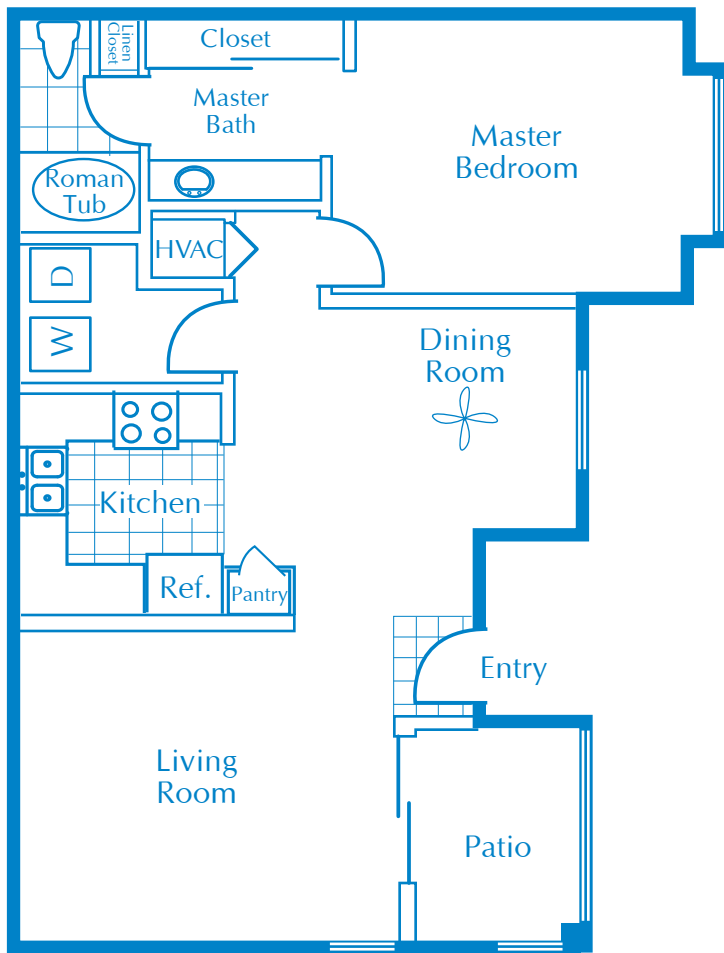 Linen
Closet
Closet
Master
Bath
Master
Bedroom
Roman
Tub
HVAC
D
W
Dining
Room
Kitchen
Ref.
Pantry
Entry
Living
Room
Patio